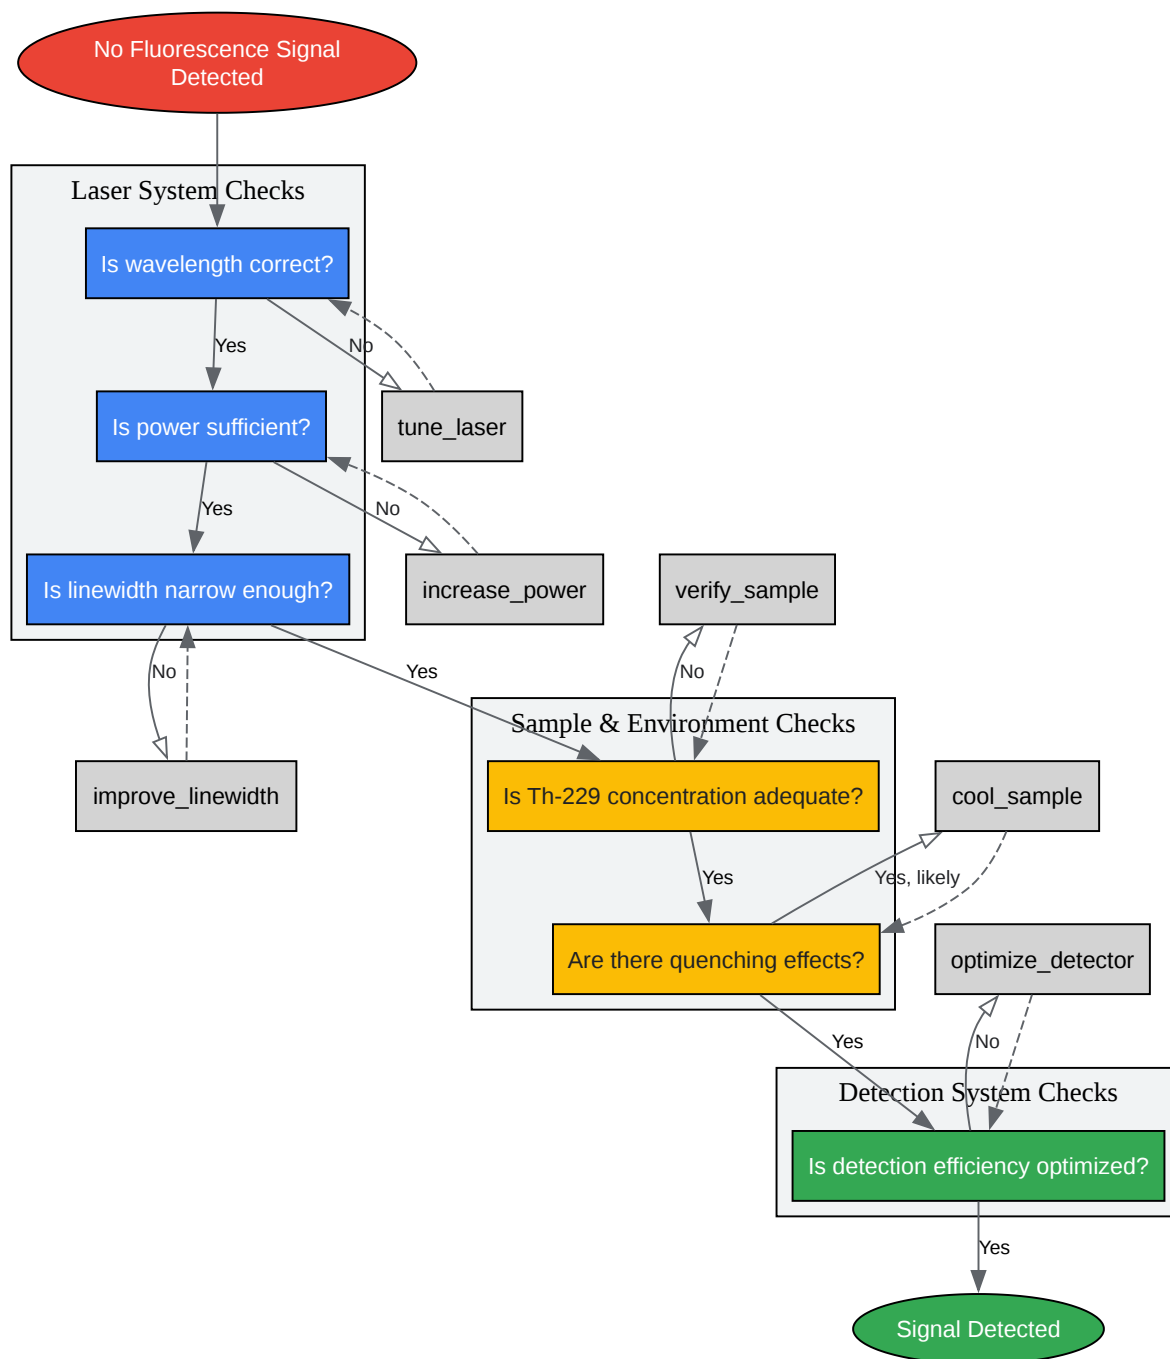 No Fluorescence Signal
Detected
Laser System Checks
Is wavelength correct?
Yes
No
Is power sufficient?
tune_laser
Yes
No
Is linewidth narrow enough?
increase_power
verify_sample
No
Yes
No
Sample & Environment Checks
improve_linewidth
Is Th-229 concentration adequate?
cool_sample
Yes
Yes, likely
Are there quenching effects?
optimize_detector
Yes
No
Detection System Checks
Is detection efficiency optimized?
Yes
Signal Detected